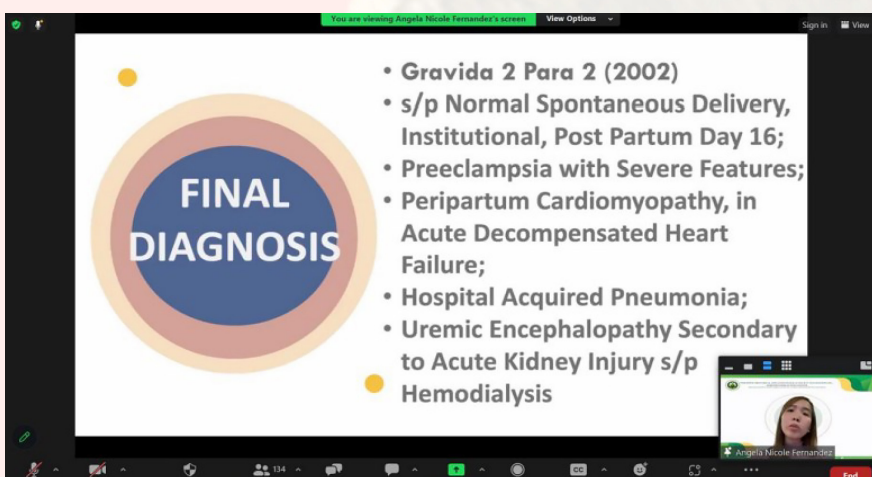 You are viewing Angela Nicole Fernandez's screen
View Options
Sign in
View
FINAL
DIAGNOSIS
• Gravida 2 Para 2 (2002)
• s/p Normal Spontaneous Delivery,
Institutional, Post Partum Day 16;
• Preeclampsia with Severe Features;
• Peripartum Cardiomyopathy, in
Acute Decompensated Heart
Failure;
• Hospital Acquired Pneumonia;
• Uremic Encephalopathy Secondary
to Acute Kidney Injury s/p
Hemodialysis
Angela Nicole Fernandez
134
CC
End